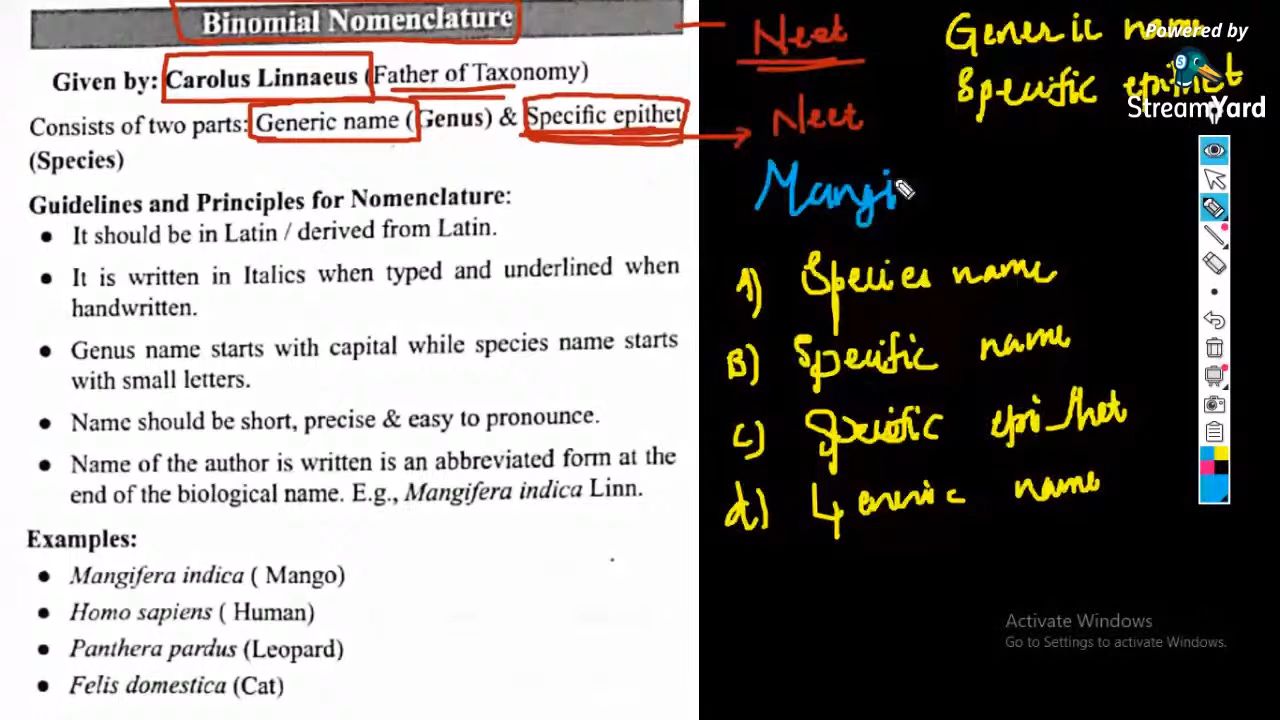 Binomial Nomenclature
Given by: Carolus Linnaeus (Father of Taxonomy)
Consists of two parts: Generic name (Genus) & Specific epithet
(Species)
Guidelines and Principles for Nomenclature:
• It should be in Latin / derived from Latin.
• It is written in Italics when typed and underlined when
handwritten.
• Genus name starts with capital while species name starts
with small letters.
• Name should be short, precise & easy to pronounce.
• Name of the author is written is an abbreviated form at the
end of the biological name. E.g., Mangifera indica Linn.
Examples:
• Mangifera indica ( Mango)
• Homo sapiens ( Human)
• Panthera pardus (Leopard)
• Felis domestica (Cat)
Neet
Neet
Generic name
Specific epithet
Powered by
StreamYard
Mangi
A) Species name
B) Specific name
c) Specific epithet
d) Generic name
Activate Windows
Go to Settings to activate Windows.